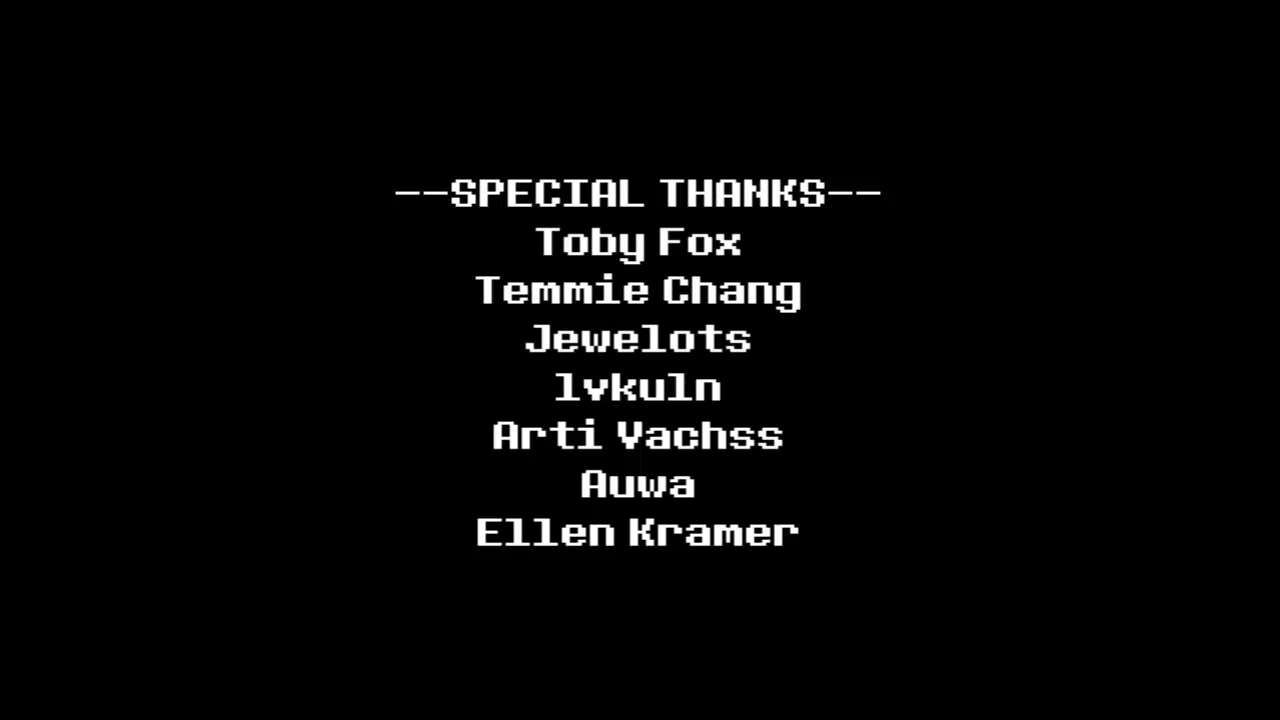 --SPECIAL THANKS--
Toby Fox
Temmie Chang
Jewelots
lvkuln
Arti Vachss
Auwa
Ellen Kramer